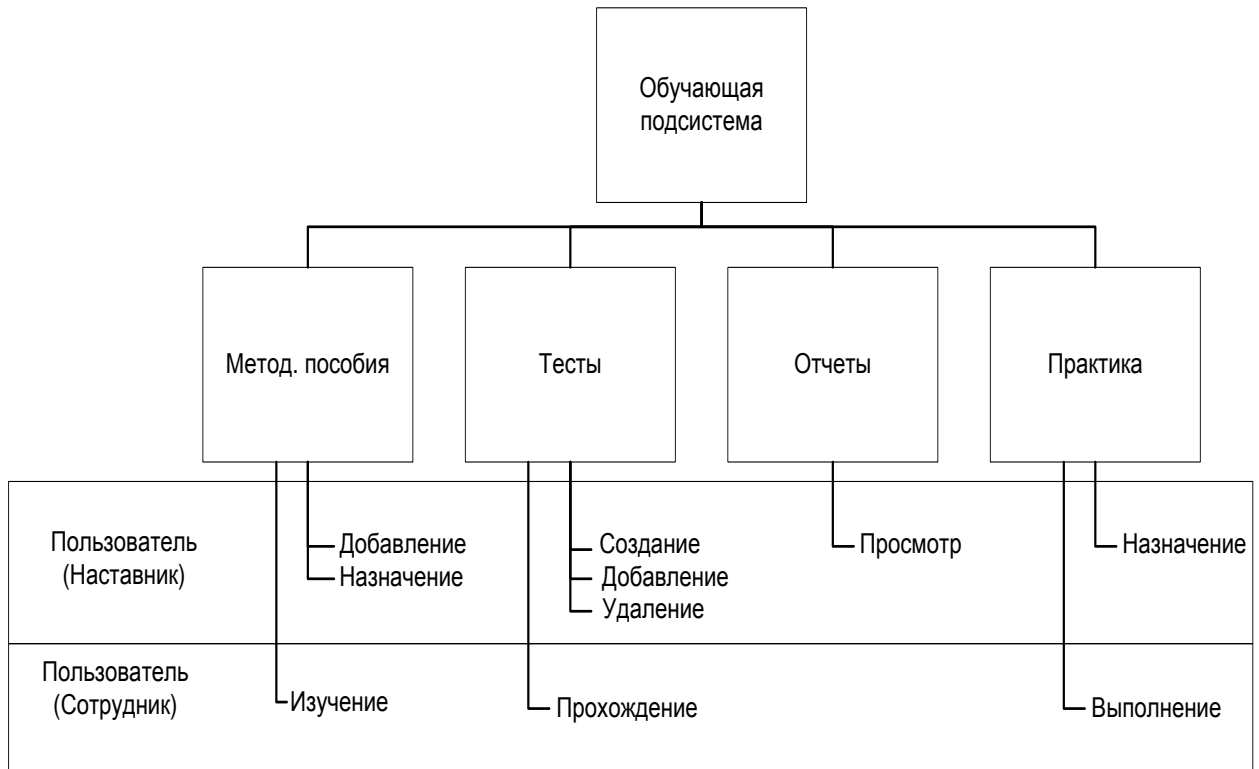 Обучающая
подсистема
Метод. пособия
Тесты
Отчеты
Практика
Пользователь
(Наставник)
Добавление
Назначение
Создание
Добавление
Удаление
Просмотр
Назначение
Пользователь
(Сотрудник)
Изучение
Прохождение
Выполнение